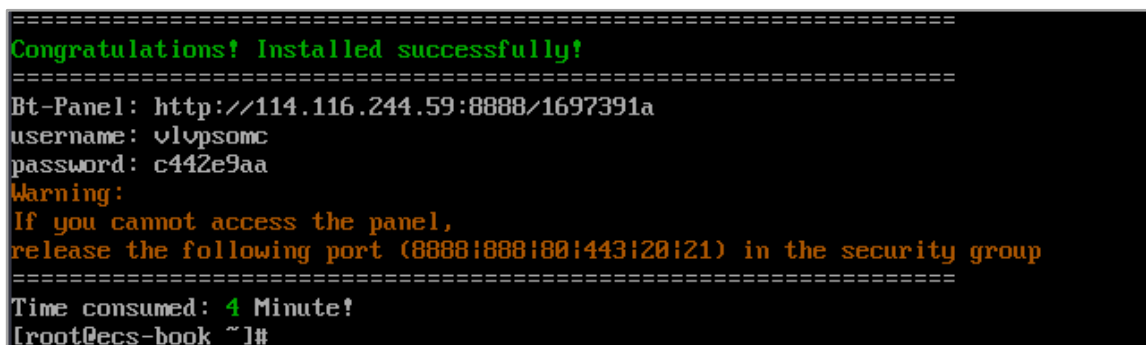 ==================================================================
Congratulations! Installed successfully!
==================================================================
Bt-Panel: http://114.116.244.59:8888/1697391a
username: vlvpsomc
password: c442e9aa
Warning:
If you cannot access the panel,
release the following port (8888|888|80|443|20|21) in the security group
==================================================================
Time consumed: 4 Minute!
[root@ecs-book ~]#